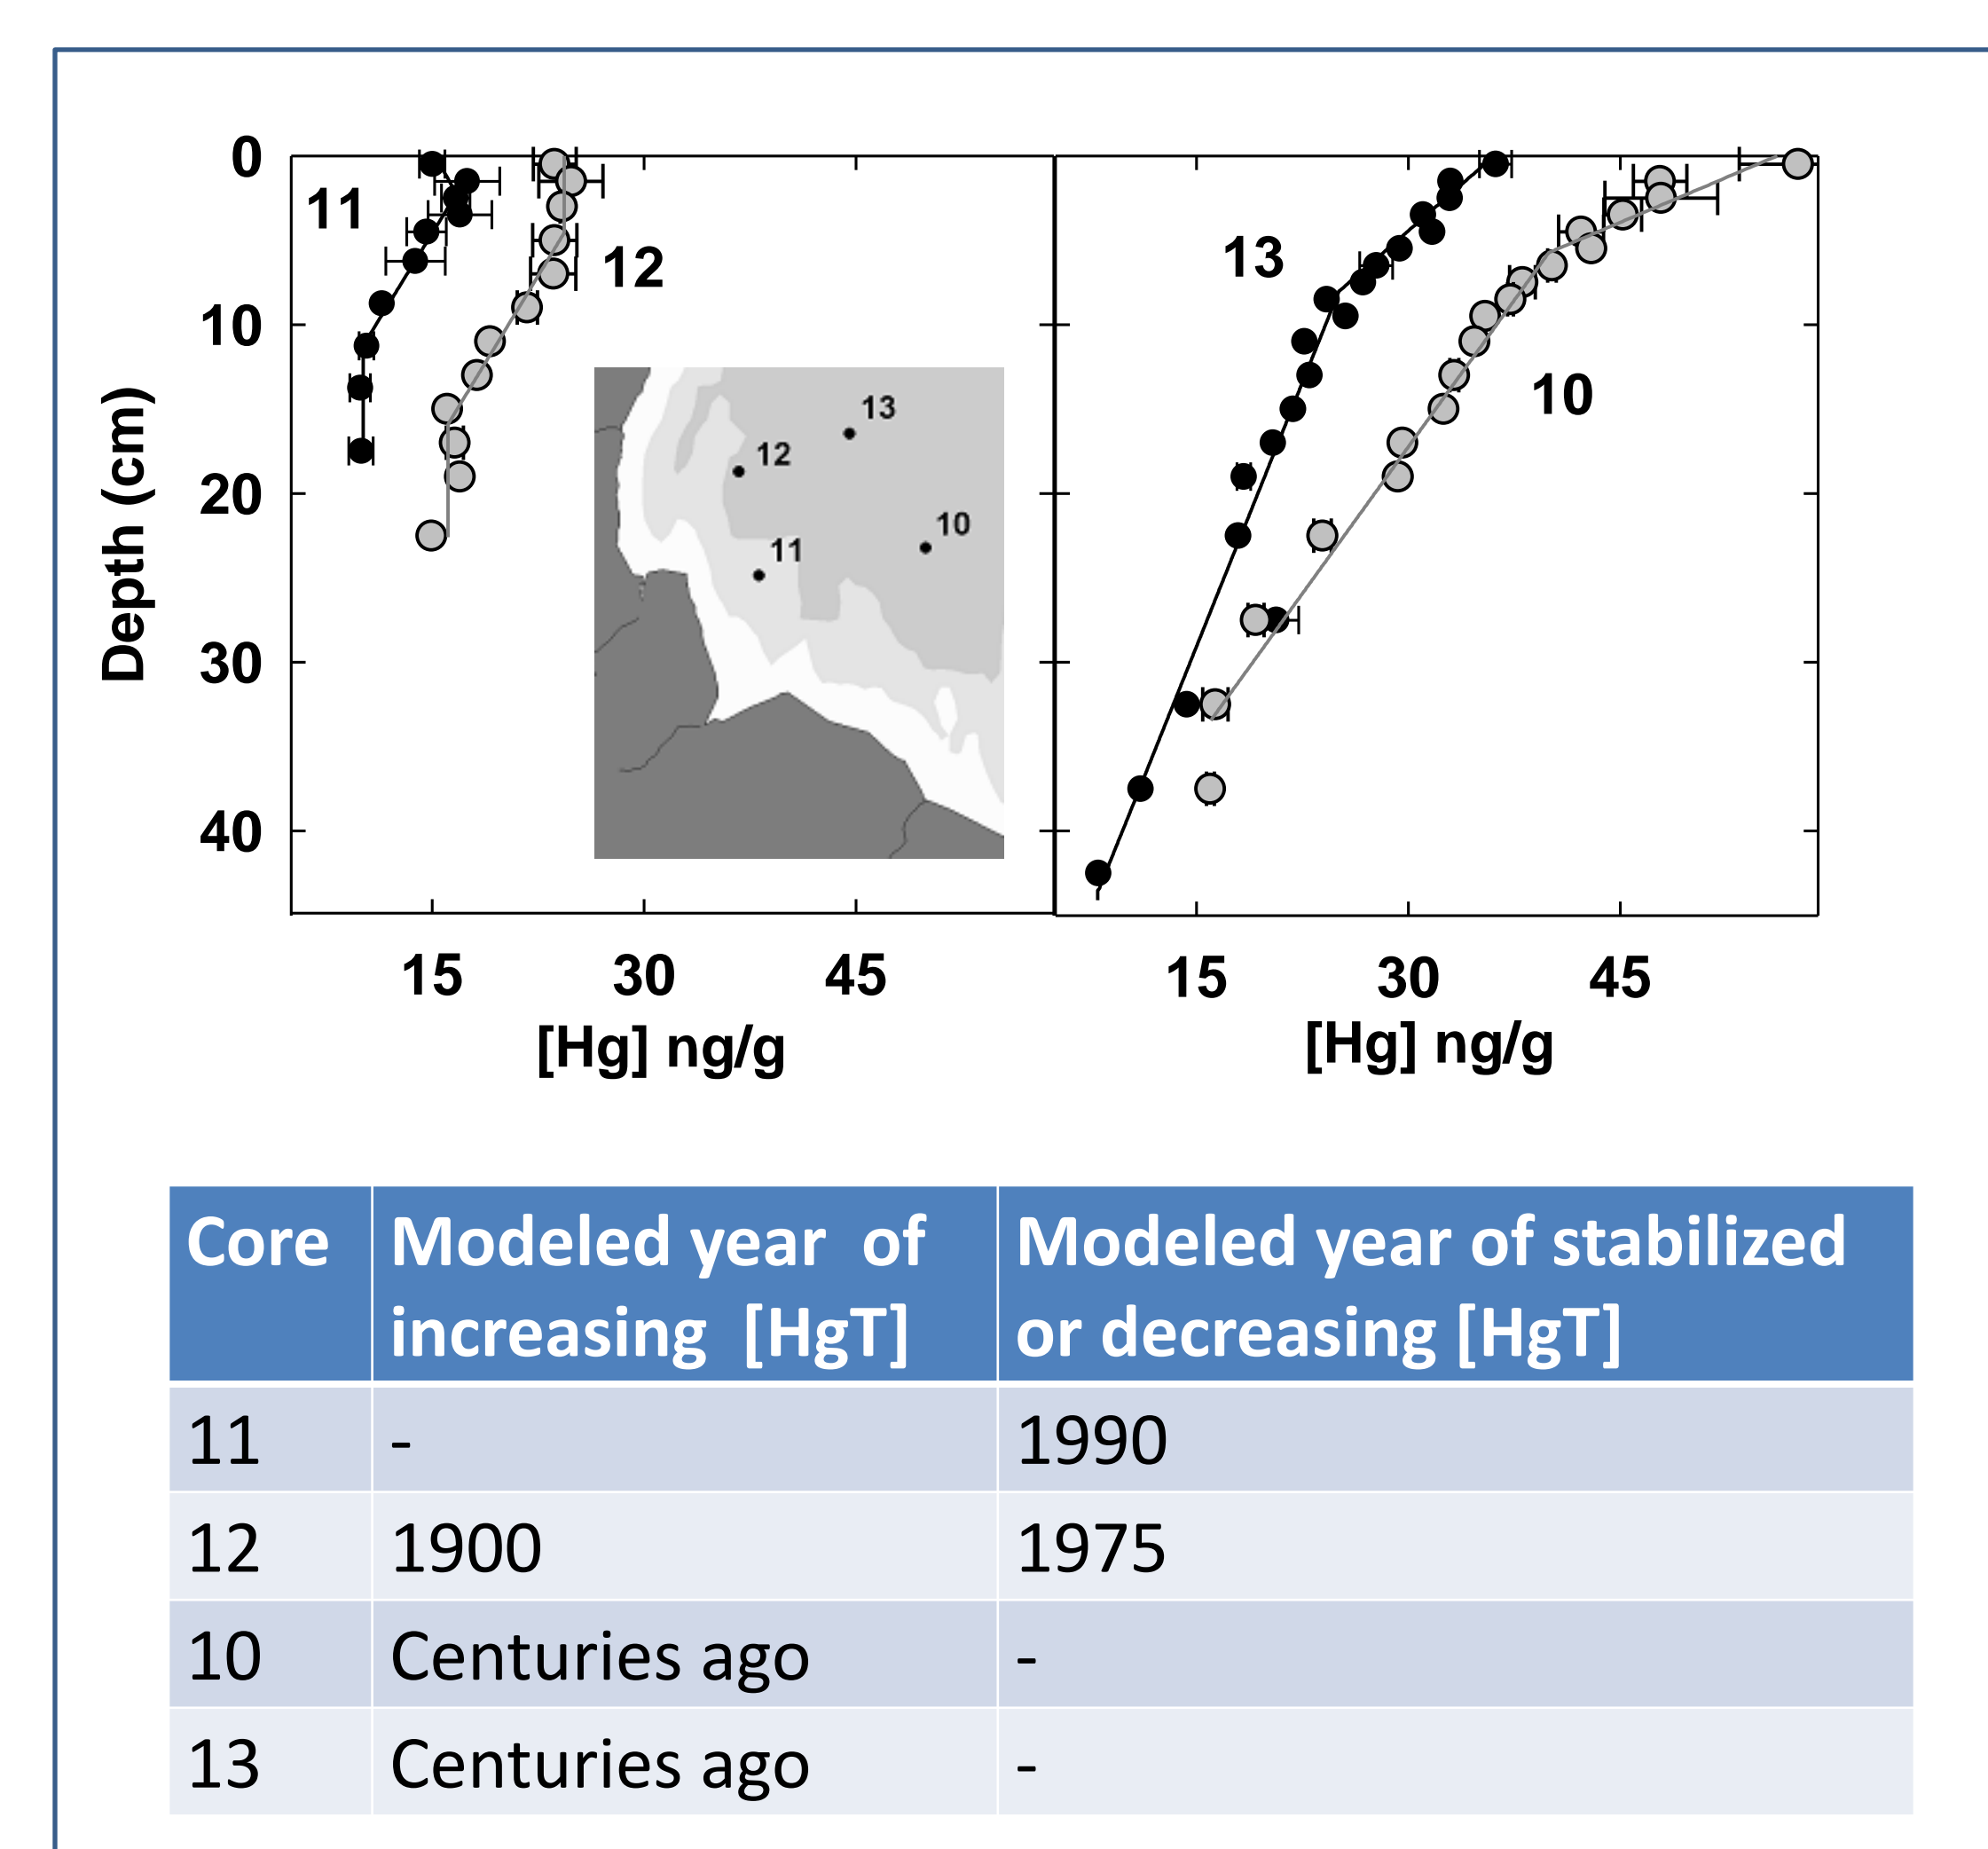 0
10
20
30
40
Depth (cm)
11
12
13
12
11
10
15
30
45
[Hg] ng/g
13
10
15
30
45
[Hg] ng/g
Core
Modeled year of
increasing [HgT]
Modeled year of stabilized
or decreasing [HgT]
11
-
1990
12
1900
1975
10
Centuries ago
-
13
Centuries ago
-